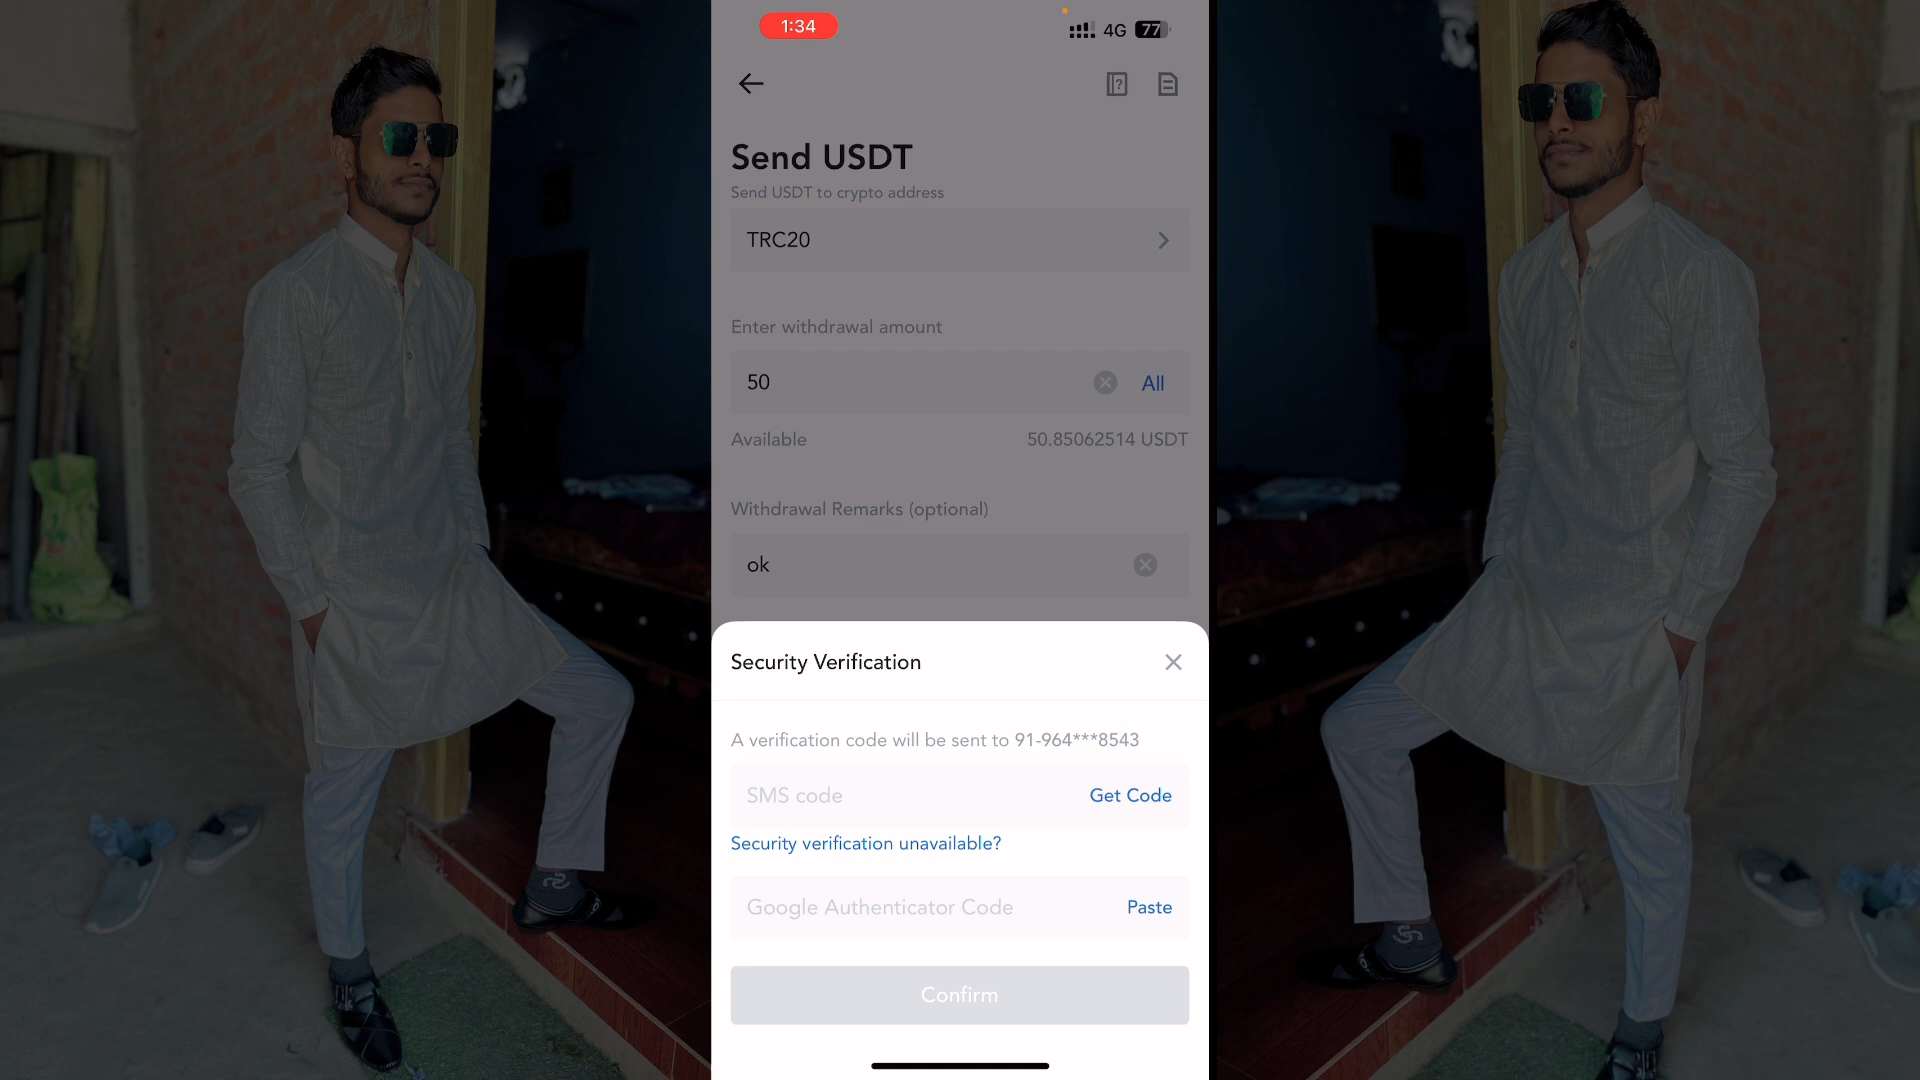 1:34
4G 77
Send USDT
Send USDT to crypto address
TRC20
Enter withdrawal amount
50
All
Available
50.85062514 USDT
Withdrawal Remarks (optional)
ok
Security Verification
A verification code will be sent to 91-964***8543
SMS code
Get Code
Security verification unavailable?
Google Authenticator Code
Paste
Confirm